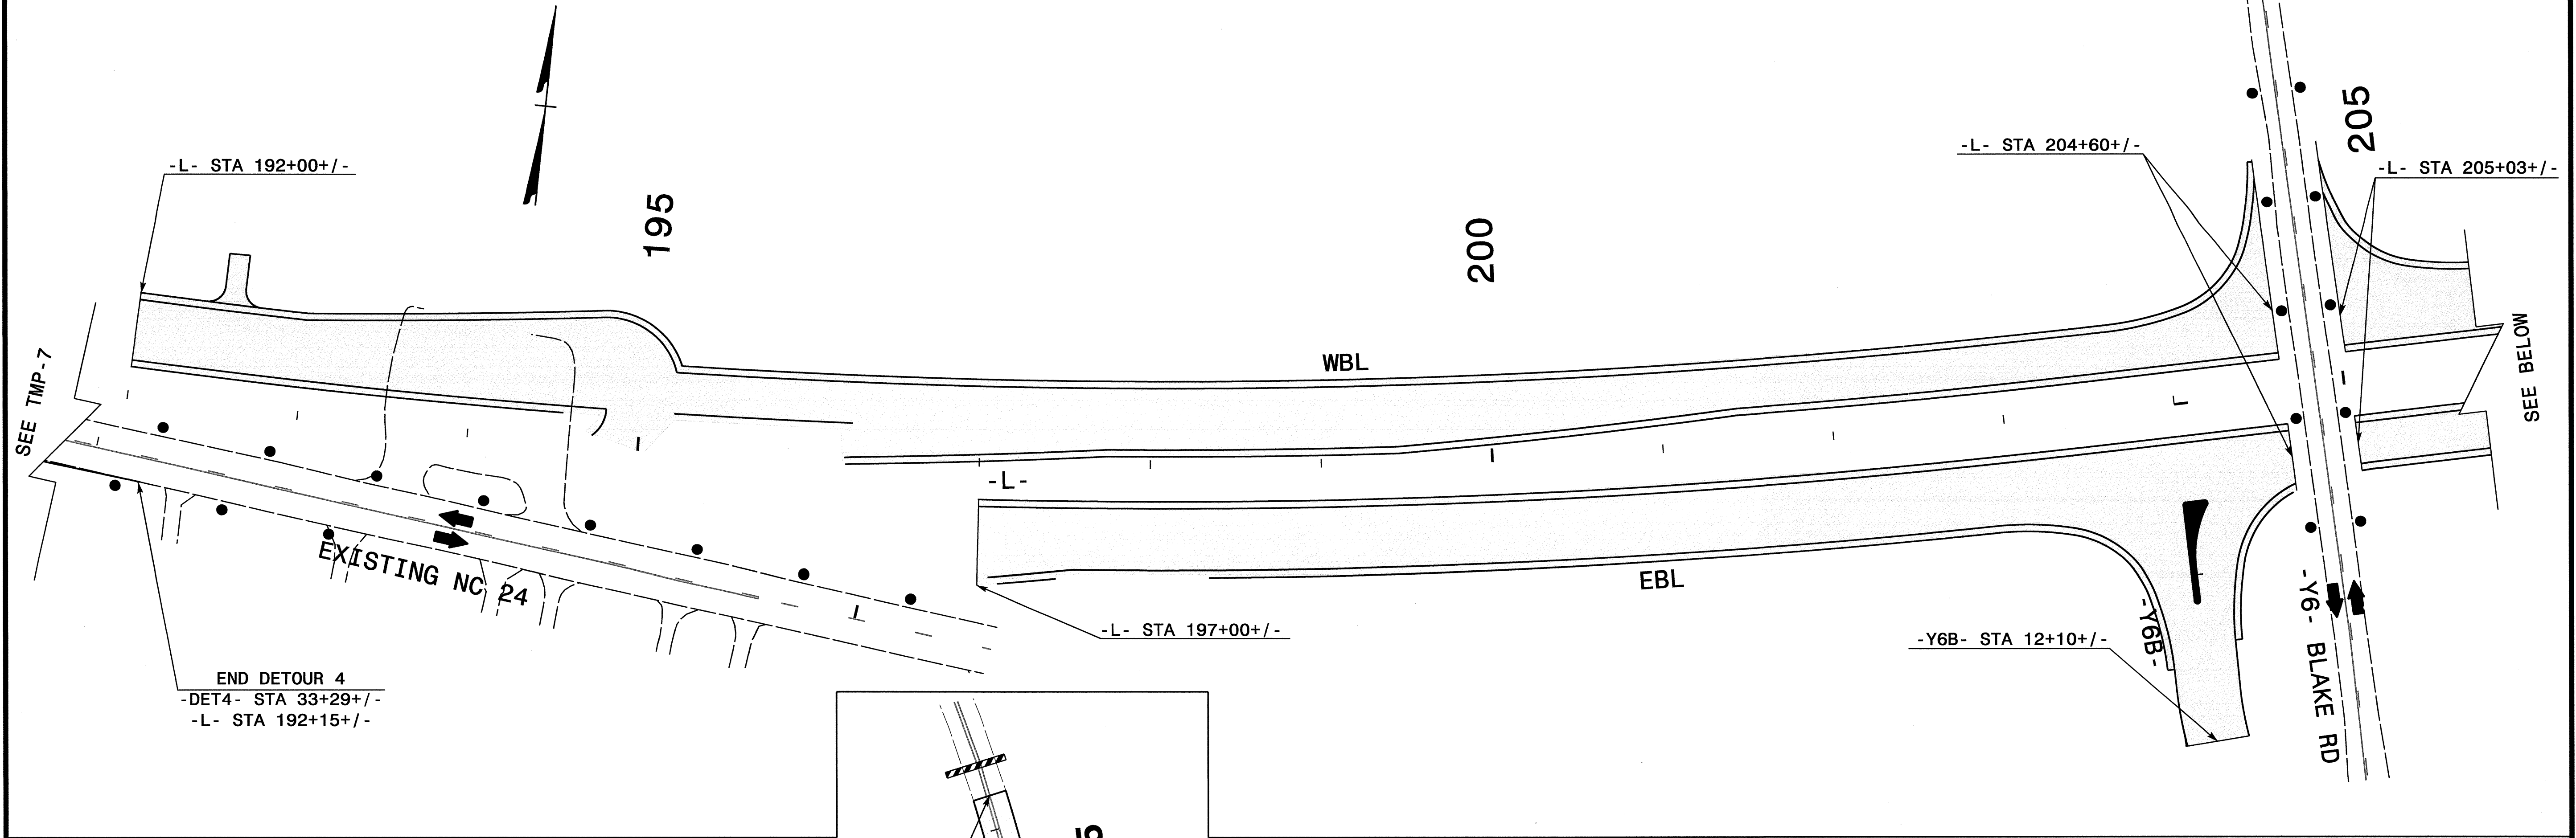 205
-L- STA 192+00+/-
195
200
-L- STA 204+60+/-
-L- STA 205+03+/-
SEE TMP-7
WBL
SEE BELOW
-L-
EXISTING NC 24
EBL
-L- STA 197+00+/-
-Y6B-
-Y6B- STA 12+10+/-
-Y6- BLAKE RD
END DETOUR 4
-DET4- STA 33+29+/-
-L- STA 192+15+/-
5